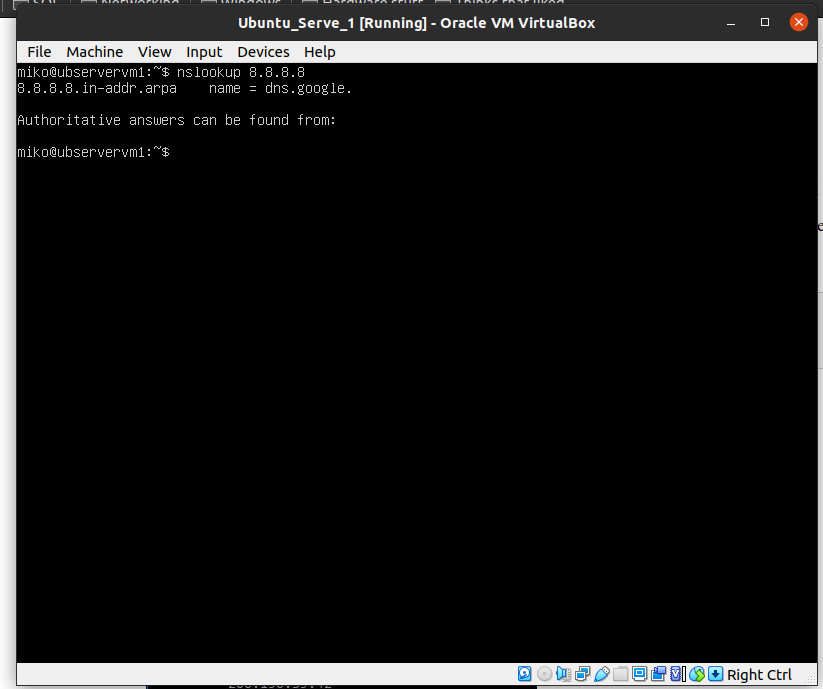 Ubuntu_Serve_1 [Running] - Oracle VM VirtualBox
File Machine View Input Devices Help
miko@ubservervm1:~$ nslookup 8.8.8.8
8.8.8.8.in-addr.arpa name = dns.google.
Authoritative answers can be found from:
miko@ubservervm1:~$
Right Ctrl